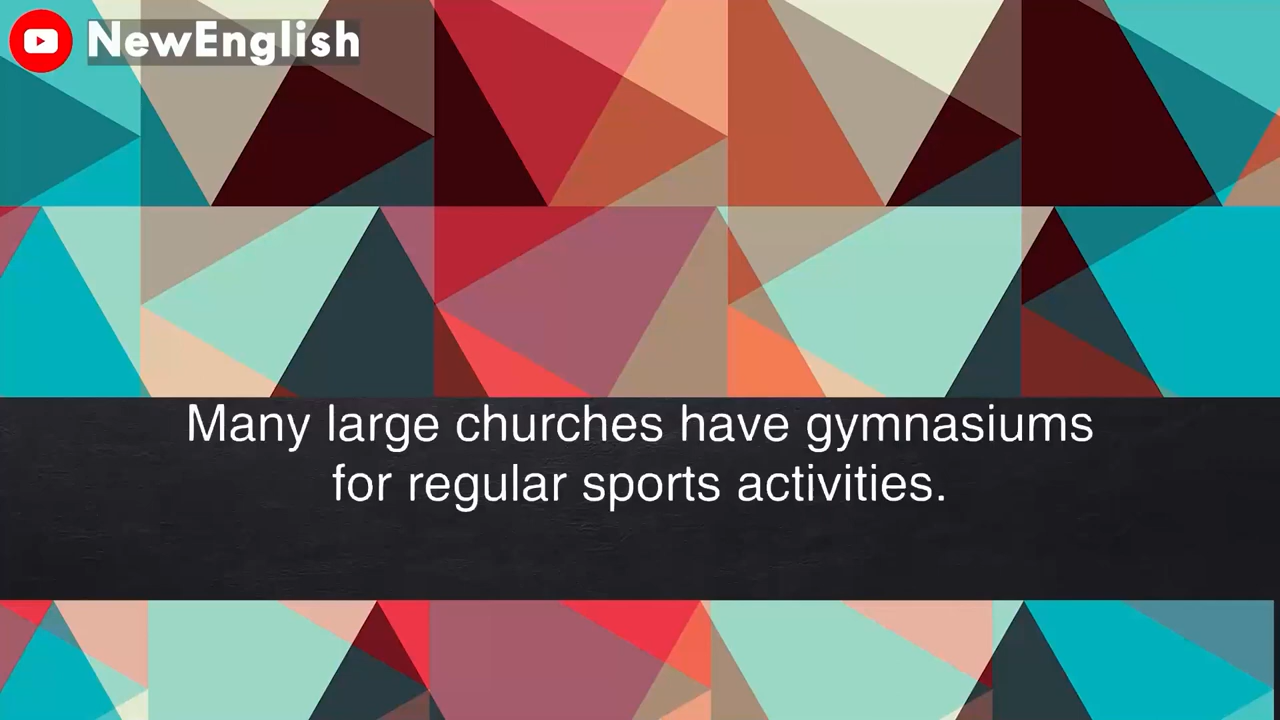 NewEnglish
Many large churches have gymnasiums
for regular sports activities.